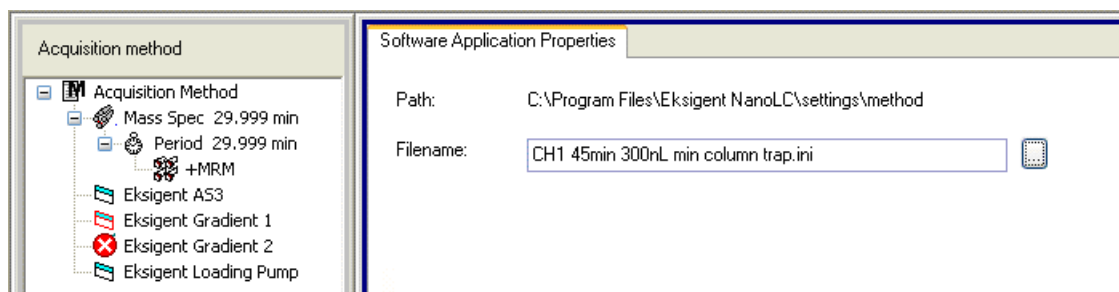 Acquisition method
Acquisition Method
Mass Spec 29.999 min
Period 29.999 min
+MRM
Eksigent AS3
Eksigent Gradient 1
Eksigent Gradient 2
Eksigent Loading Pump
Software Application Properties
Path: C:\Program Files\Eksigent NanoLC\settings\method
Filename: CH1 45min 300nL min column trap.ini
...